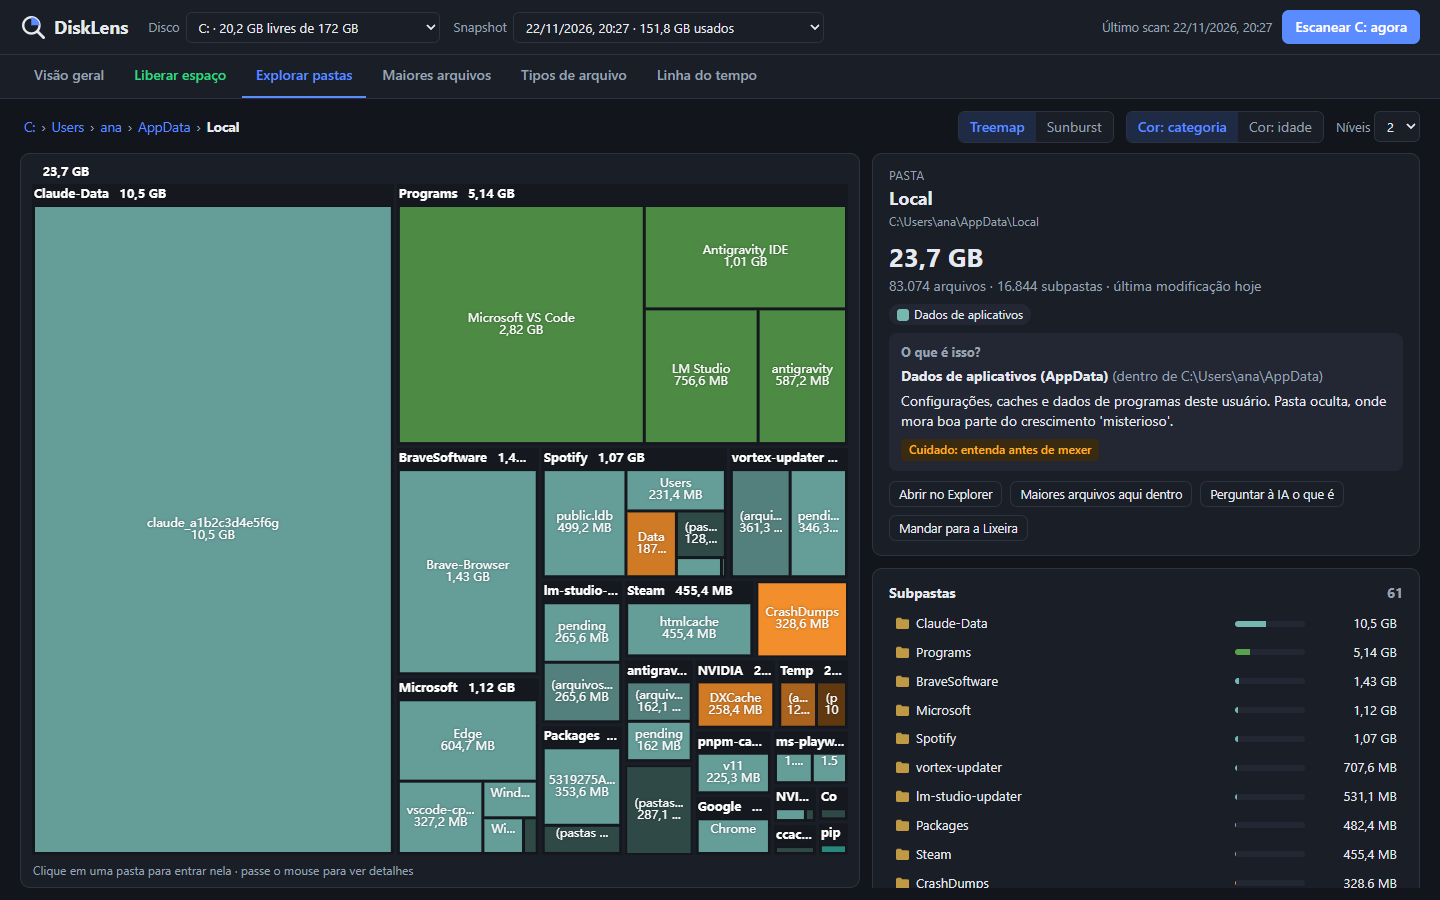 DiskLens
Disco
C: · 20,2 GB livres de 172 GB
Snapshot
22/11/2026, 20:27 · 151,8 GB usados
Último scan: 22/11/2026, 20:27
Escanear C: agora
Visão geral
Liberar espaço
Explorar pastas
Maiores arquivos
Tipos de arquivo
Linha do tempo
C: › Users › ana › AppData › Local
Treemap
Sunburst
Cor: categoria
Cor: idade
Níveis
2
23,7 GB
Claude-Data 10,5 GB
claude_a1b2c3d4e5f6g
10,5 GB
Programs 5,14 GB
Microsoft VS Code
2,82 GB
Antigravity IDE
1,01 GB
LM Studio
756,6 MB
antigravity
587,2 MB
BraveSoftware 1,4...
Brave-Browser
1,43 GB
Microsoft 1,12 GB
Edge
604,7 MB
vscode-cp...
327,2 MB
Wind...
Wi...
Spotify 1,07 GB
public.ldb
499,2 MB
Users
231,4 MB
Data
187...
(pas...
128,...
vortex-updater ...
(arqui...
361,3 ...
pendi...
346,3...
lm-studio-...
pending
265,6 MB
(arquivos...
265,6 MB
Steam 455,4 MB
htmlcache
455,4 MB
CrashDumps
328,6 MB
Packages ...
5319275A...
353,6 MB
(pastas ...
antigrav...
(arquiv...
162,1 ...
pending
162 MB
(pastas...
287,1 ...
NVIDIA 2...
DXCache
258,4 MB
Temp 2...
(a...
12...
(p
10
pnpm-ca...
v11
225,3 MB
ms-playw...
1....
1.5
Google ...
Chrome
NVI...
Co
ccac...
pip
Clique em uma pasta para entrar nela · passe o mouse para ver detalhes
PASTA
Local
C:\Users\ana\AppData\Local
23,7 GB
83.074 arquivos · 16.844 subpastas · última modificação hoje
Dados de aplicativos
O que é isso?
Dados de aplicativos (AppData) (dentro de C:\Users\ana\AppData)
Configurações, caches e dados de programas deste usuário. Pasta oculta, onde
mora boa parte do crescimento 'misterioso'.
Cuidado: entenda antes de mexer
Abrir no Explorer
Maiores arquivos aqui dentro
Perguntar à IA o que é
Mandar para a Lixeira
Subpastas 61
Claude-Data 10,5 GB
Programs 5,14 GB
BraveSoftware 1,43 GB
Microsoft 1,12 GB
Spotify 1,07 GB
vortex-updater 707,6 MB
lm-studio-updater 531,1 MB
Packages 482,4 MB
Steam 455,4 MB
CrashDumps 328,6 MB